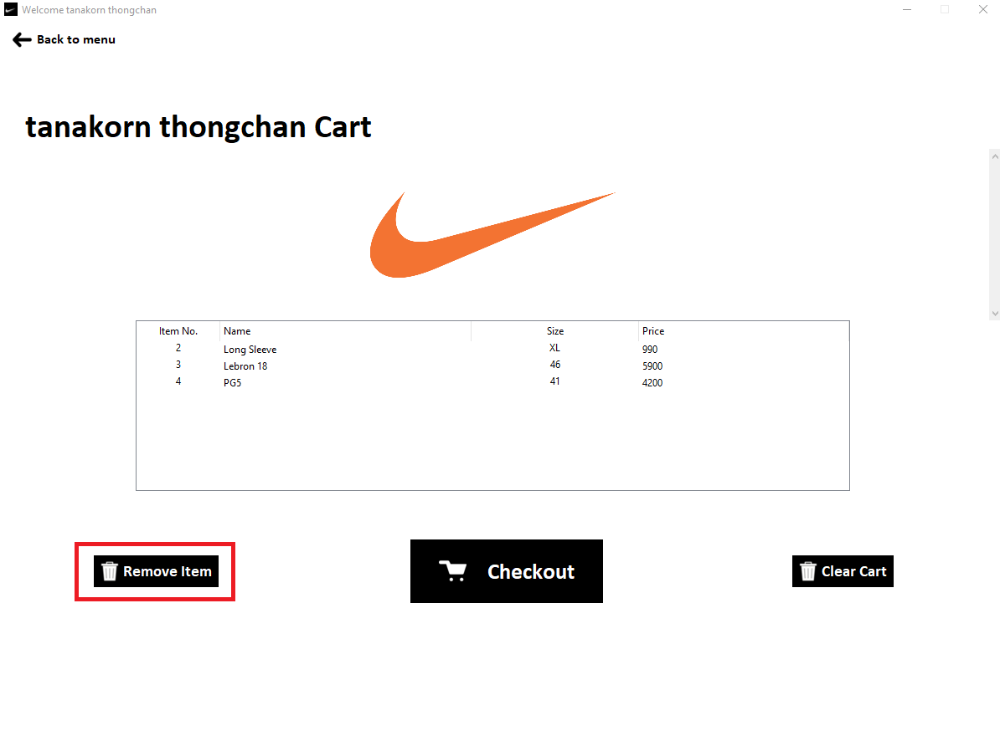 Welcome tanakorn thongchan
Back to menu
tanakorn thongchan Cart
Item No. Name Size Price
2 Long Sleeve XL 990
3 Lebron 18 46 5900
4 PG5 41 4200
Remove Item Checkout Clear Cart